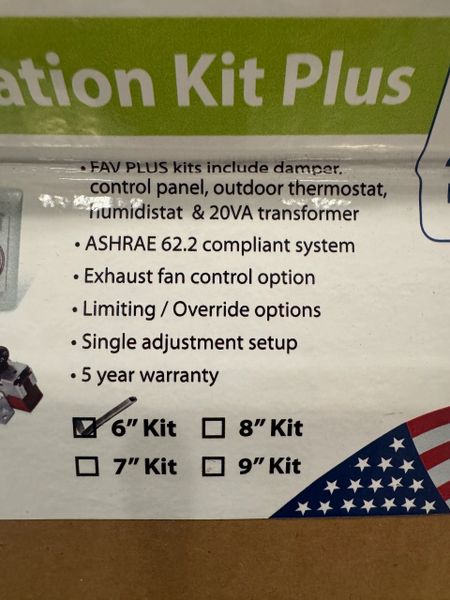 ation Kit Plus
• FAV PLUS kits include damper,
control panel, outdoor thermostat,
humidistat & 20VA transformer
• ASHRAE 62.2 compliant system
• Exhaust fan control option
• Limiting / Override options
• Single adjustment setup
• 5 year warranty
6” Kit 8” Kit
7” Kit 9” Kit